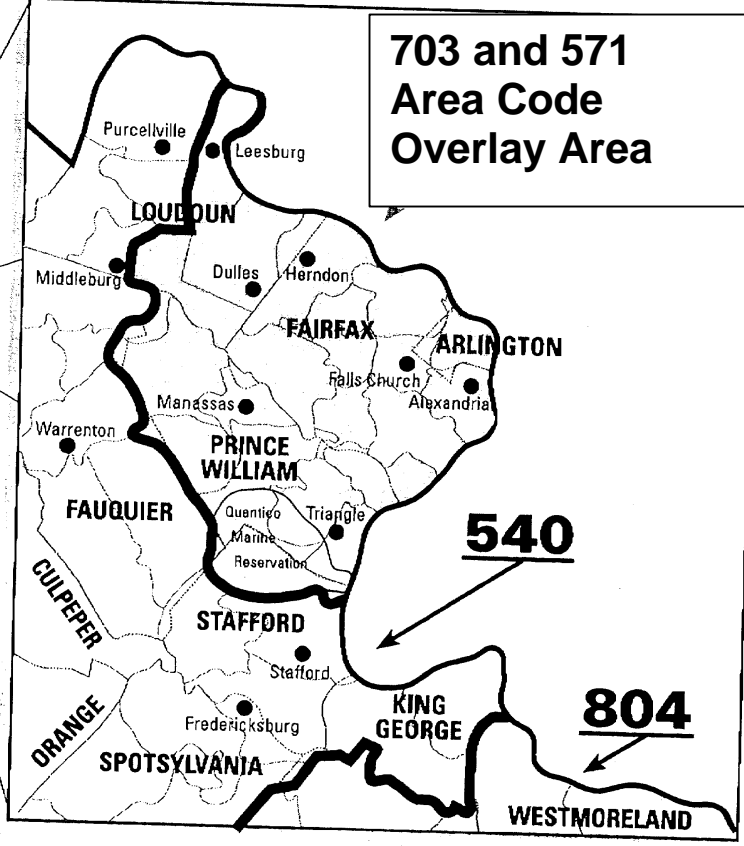 703 and 571
Area Code
Overlay Area
Purcellville
Leesburg
LOUDOUN
Middleburg
Dulles
Herndon
FAIRFAX
ARLINGTON
Falls Church
Alexandria
Manassas
Warrenton
PRINCE
WILLIAM
FAUQUIER
Quantico
Marine
Reservation
Triangle
540
CULPEPER
STAFFORD
Stafford
ORANGE
Fredericksburg
KING
GEORGE
804
SPOTSYLVANIA
WESTMORELAND